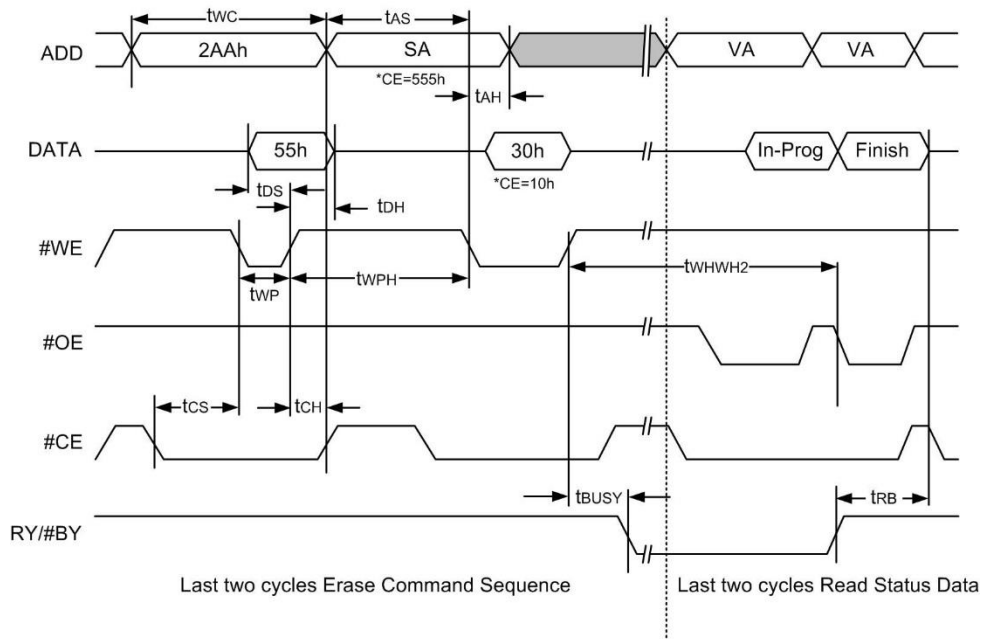 tWC tAS
ADD 2AAh SA VA VA
*CE=555h
tAH
DATA 55h 30h In-Prog Finish
*CE=10h
tDS
tDH
#WE
tWP tWPH tWHWH2
#OE
tCS tCH
#CE
tBUSY tRB
RY/#BY
Last two cycles Erase Command Sequence Last two cycles Read Status Data